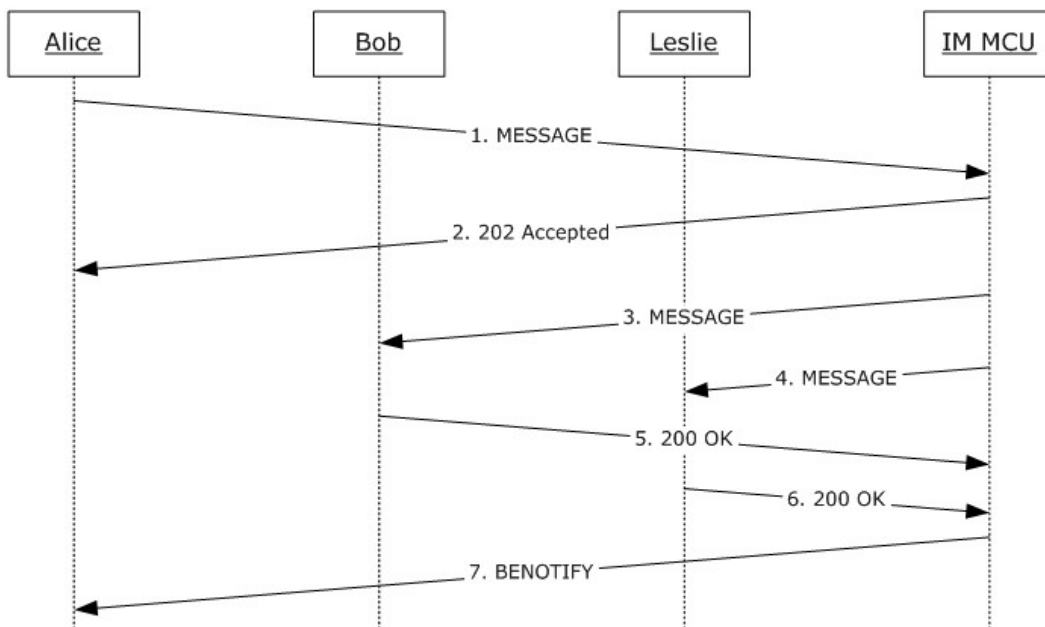 Alice
Bob
Leslie
IM MCU
1. MESSAGE
2. 202 Accepted
3. MESSAGE
4. MESSAGE
5. 200 OK
6. 200 OK
7. BENOTIFY